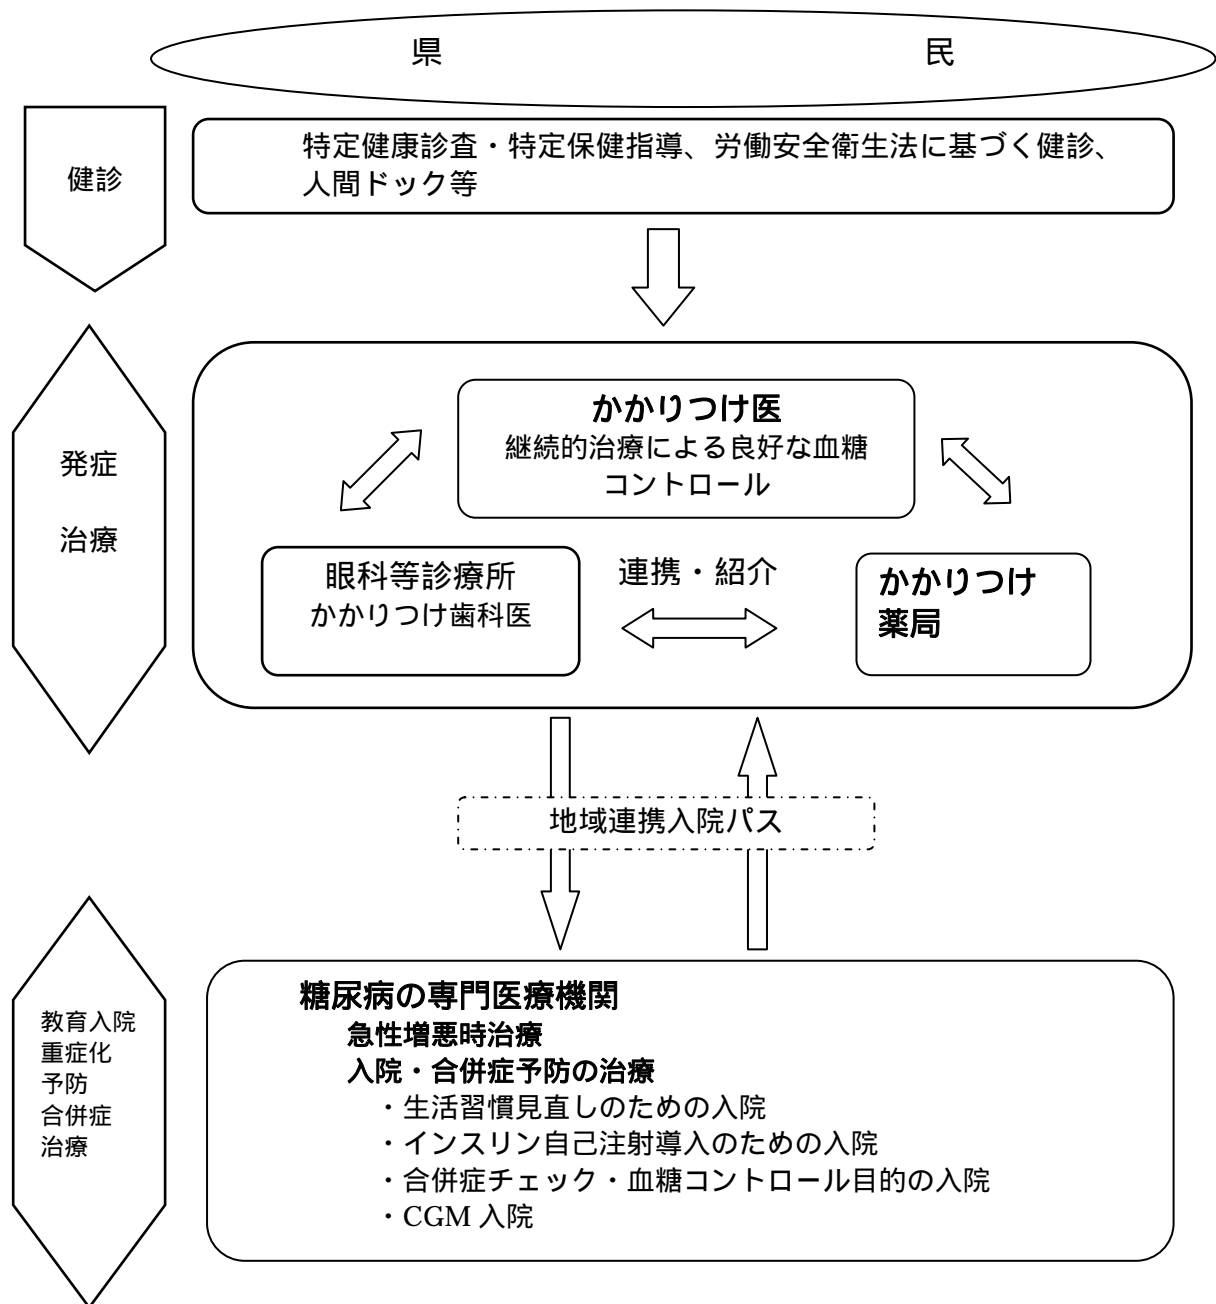 県 民
健診
特定健康診査・特定保健指導、労働安全衛生法に基づく健診、
人間ドック等
発症
治療
かかりつけ医
継続的治療による良好な血糖
コントロール
眼科等診療所
かかりつけ歯科医
連携・紹介
かかりつけ
薬局
地域連携入院パス
教育入院
重症化
予防
合併症
治療
糖尿病の専門医療機関
急性増悪時治療
入院・合併症予防の治療
・生活習慣見直しのための入院
・インスリン自己注射導入のための入院
・合併症チェック・血糖コントロール目的の入院
・CGM 入院